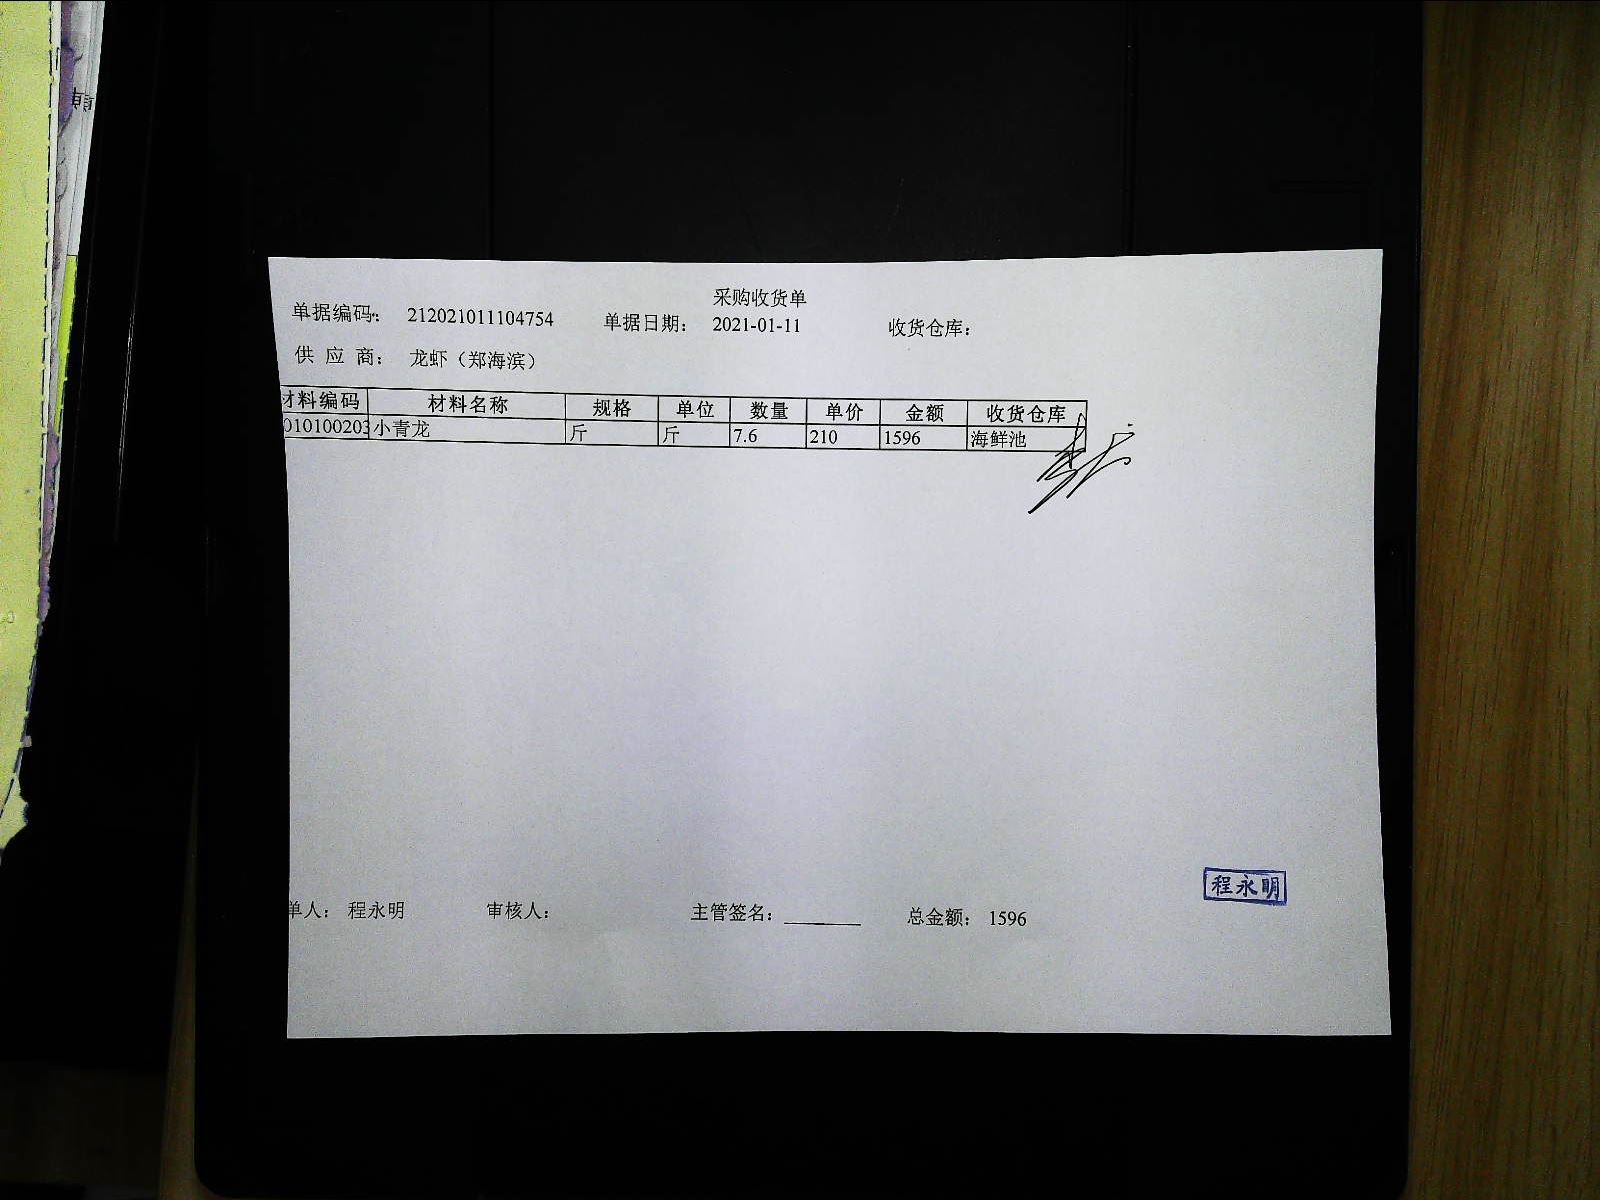 采购收货单
单据编码： 212021011104754 单据日期： 2021-01-11 收货仓库：
供 应 商： 龙虾（郑海滨）
材料编码 材料名称 规格 单位 数量 单价 金额 收货仓库
010100203 小青龙 斤 斤 7.6 210 1596 海鲜池
程永明
单人： 程永明 审核人： 主管签名： 总金额： 1596